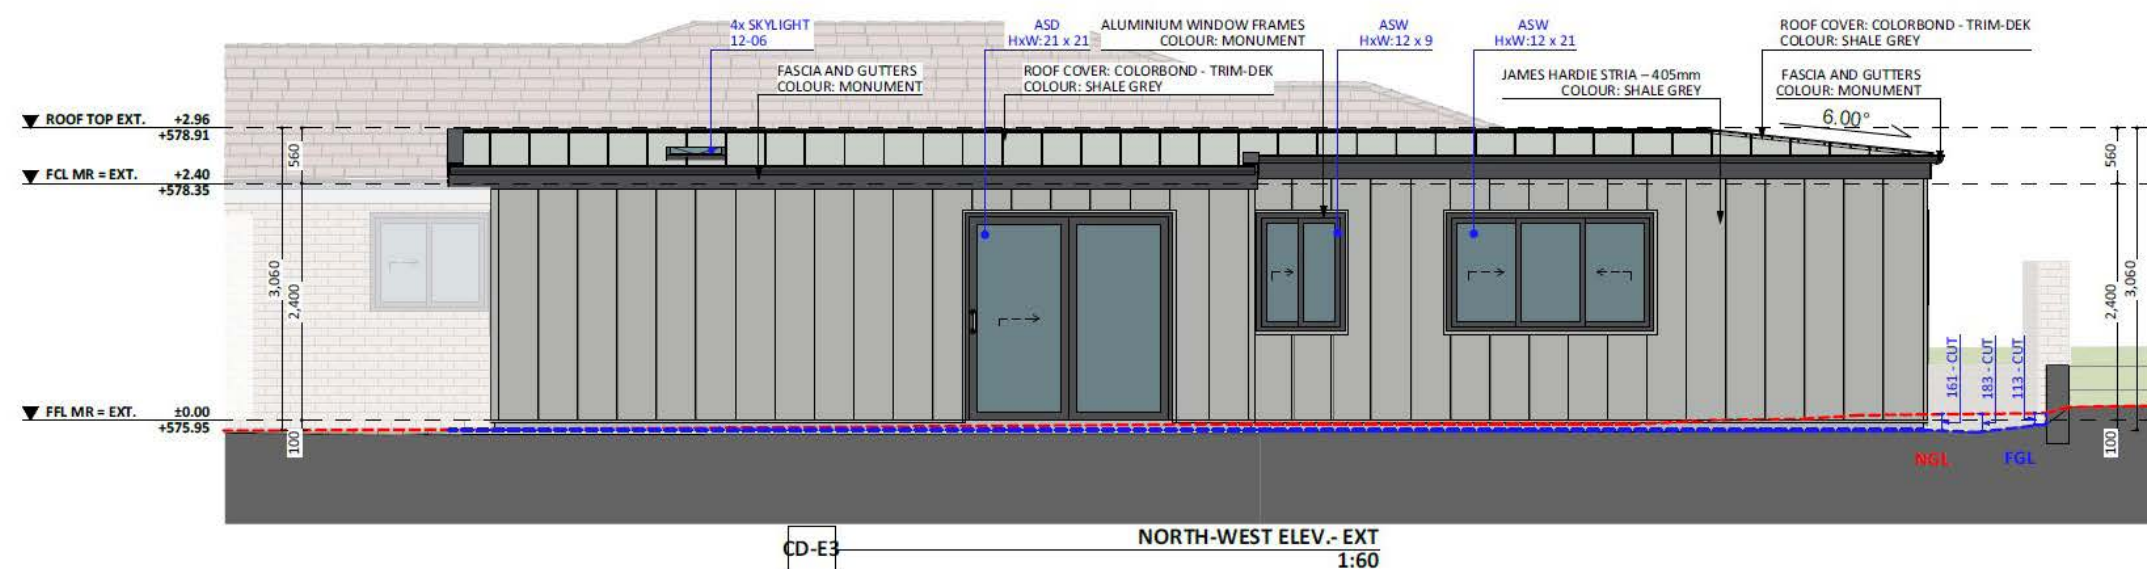 4x SKYLIGHT
12-06
ASD
HxW:21 x 21
ALUMINIUM WINDOW FRAMES
COLOUR: MONUMENT
ASW
HxW:12 x 9
ASW
HxW:12 x 21
ROOF COVER: COLORBOND - TRIM-DEK
COLOUR: SHALE GREY
FASCIA AND GUTTERS
COLOUR: MONUMENT
ROOF COVER: COLORBOND - TRIM-DEK
COLOUR: SHALE GREY
JAMES HARDIE STRIA – 405mm
COLOUR: SHALE GREY
FASCIA AND GUTTERS
COLOUR: MONUMENT
6.00°
ROOF TOP EXT. +2.96
+578.91
FCL MR = EXT. +2.40
+578.35
FFL MR = EXT. ±0.00
+575.95
560
3,060
2,400
100
560
2,400
3,060
100
161 - CUT
183 - CUT
113 - CUT
NGL
FGL
CD-E3
NORTH-WEST ELEV.- EXT
1:60